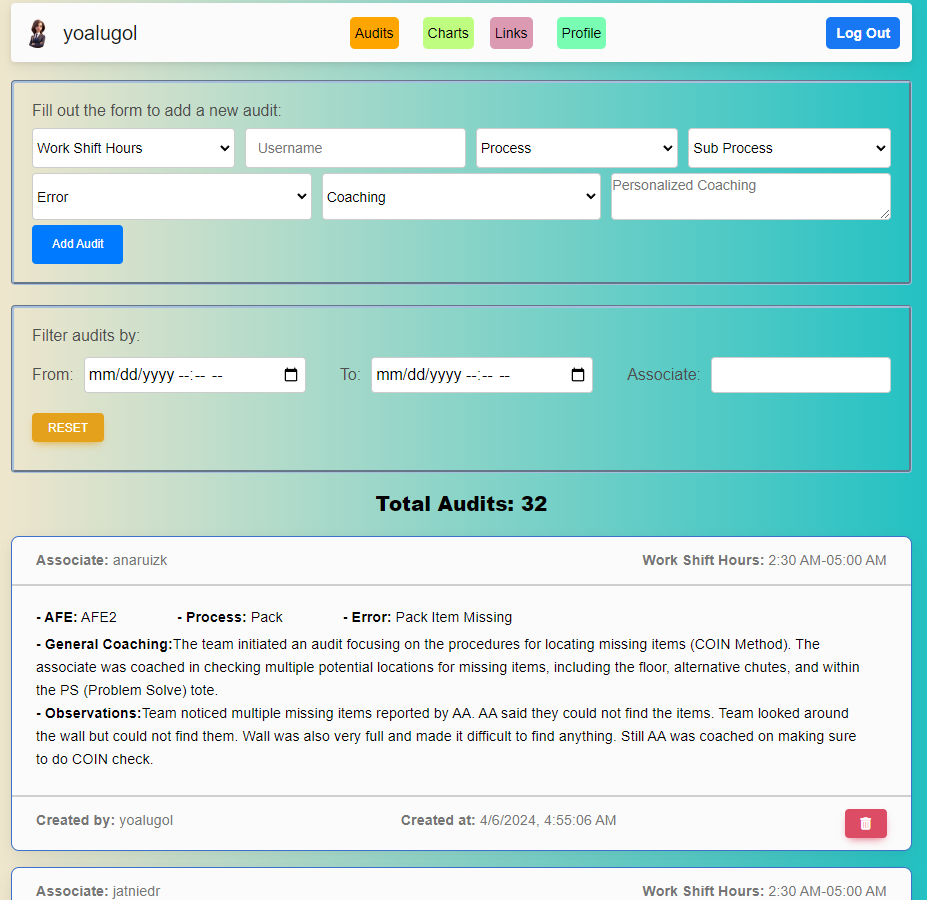 yoalugol Audits Charts Links Profile Log Out
Fill out the form to add a new audit:
Work Shift Hours Username Process Sub Process
Error Coaching Personalized Coaching
Add Audit
Filter audits by:
From: mm/dd/yyyy --:-- -- To: mm/dd/yyyy --:-- -- Associate:
RESET
Total Audits: 32
Associate: anaruizk Work Shift Hours: 2:30 AM-05:00 AM
- AFE: AFE2 - Process: Pack - Error: Pack Item Missing
- General Coaching:The team initiated an audit focusing on the procedures for locating missing items (COIN Method). The
associate was coached in checking multiple potential locations for missing items, including the floor, alternative chutes, and within
the PS (Problem Solve) tote.
- Observations:Team noticed multiple missing items reported by AA. AA said they could not find the items. Team looked around
the wall but could not find them. Wall was also very full and made it difficult to find anything. Still AA was coached on making sure
to do COIN check.
Created by: yoalugol Created at: 4/6/2024, 4:55:06 AM
Associate: jatniedr Work Shift Hours: 2:30 AM-05:00 AM